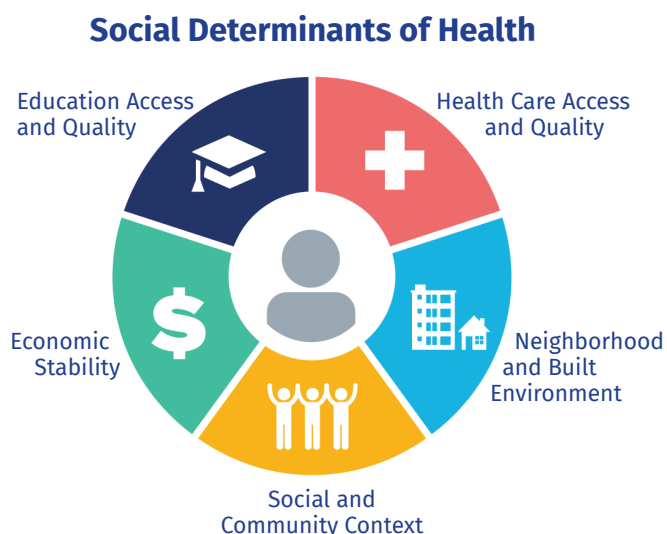 Social Determinants of Health
Education Access
and Quality
Health Care Access
and Quality
Economic
Stability
Neighborhood
and Built
Environment
Social and
Community Context